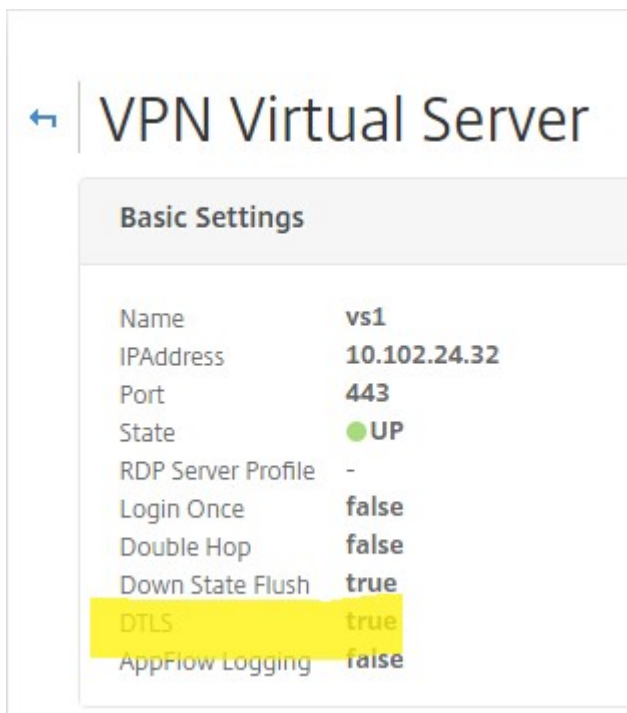 VPN Virtual Server
Basic Settings
Name vs1
IPAddress 10.102.24.32
Port 443
State UP
RDP Server Profile -
Login Once false
Double Hop false
Down State Flush true
DTLS true
AppFlow Logging false